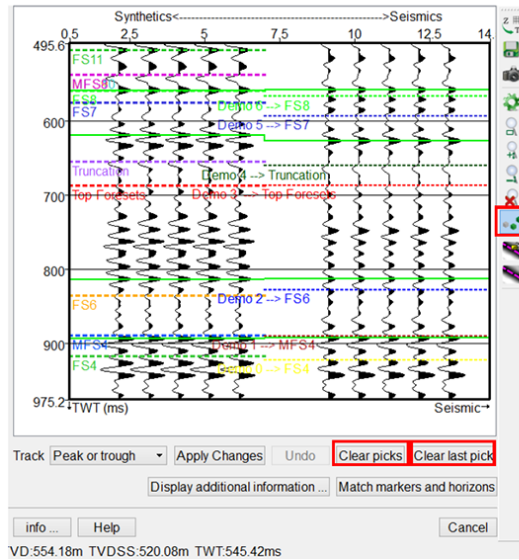 Synthetics<----------------------------->Seismics
0,5 2,5 5 7,5 10 12,5 14,
495.6
FS11
MFS8
FS8
Demo 6 --> FS8
FS7
600
Demo 5 --> FS7
Truncation
Demo 4 --> Truncation
Top Foresets
Demo 3 --> Top Foresets
700
800
FS6
Demo 2 --> FS6
MFS4
Demo 1 --> MFS4
900
FS4
Demo 0 --> FS4
975.2
TWT (ms) Seismic
Track Peak or trough Apply Changes Undo Clear picks Clear last pick
Display additional information ... Match markers and horizons
info ... Help Cancel
VD:554.18m TVDSS:520.08m TWT:545.42ms